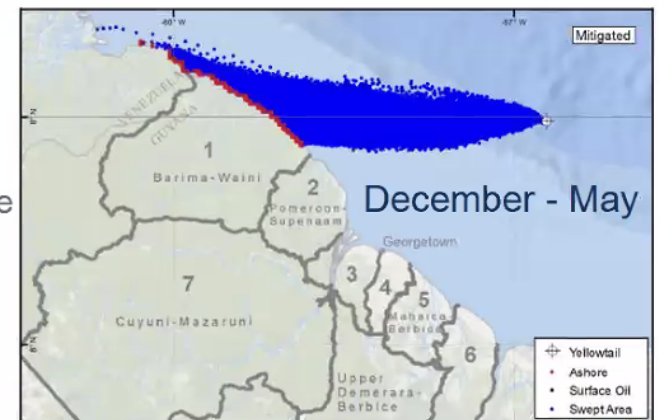 60° W
57° W
Mitigated
VENEZUELA
GUYANA
8° N
1
Barima-Waini
2
Pomeroon-
Supenaam
e
December - May
Georgetown
3
4
5
Mahaica
Berbice
7
Cuyuni-Mazaruni
6
6° N
Upper
Demerara-
Berbice
Yellowtail
Ashore
Surface Oil
Swept Area